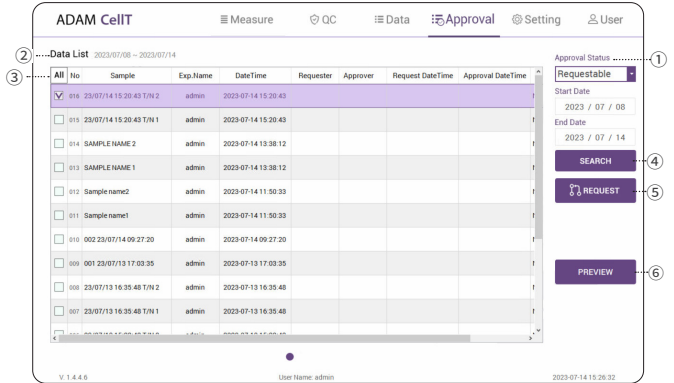 ADAM CellT Measure QC Data Approval Setting User
② Data List 2023/07/08 -- 2023/07/14
Approval Status ①
③ All No Sample Exp.Name DateTime Requester Approver Request DateTime Approval DateTime
Requestable
016 23/07/14 15:20:43 T/N 2 admin 2023-07-14 15:20:43
Start Date
2023 / 07 / 08
015 23/07/14 15:20:43 T/N 1 admin 2023-07-14 15:20:43
End Date
2023 / 07 / 14
014 SAMPLE NAME 2 admin 2023-07-14 13:38:12
SEARCH ④
013 SAMPLE NAME 1 admin 2023-07-14 13:38:12
REQUEST ⑤
012 Sample name2 admin 2023-07-14 11:50:33
011 Sample name1 admin 2023-07-14 11:50:33
010 002 23/07/14 09:27:20 admin 2023-07-14 09:27:20
009 001 23/07/13 17:03:35 admin 2023-07-13 17:03:35
PREVIEW ⑥
008 23/07/13 16:35:48 T/N 2 admin 2023-07-13 16:35:48
007 23/07/13 16:35:48 T/N 1 admin 2023-07-13 16:35:48
V. 1.4.4.6 User Name: admin 2023-07-14 15:26:32